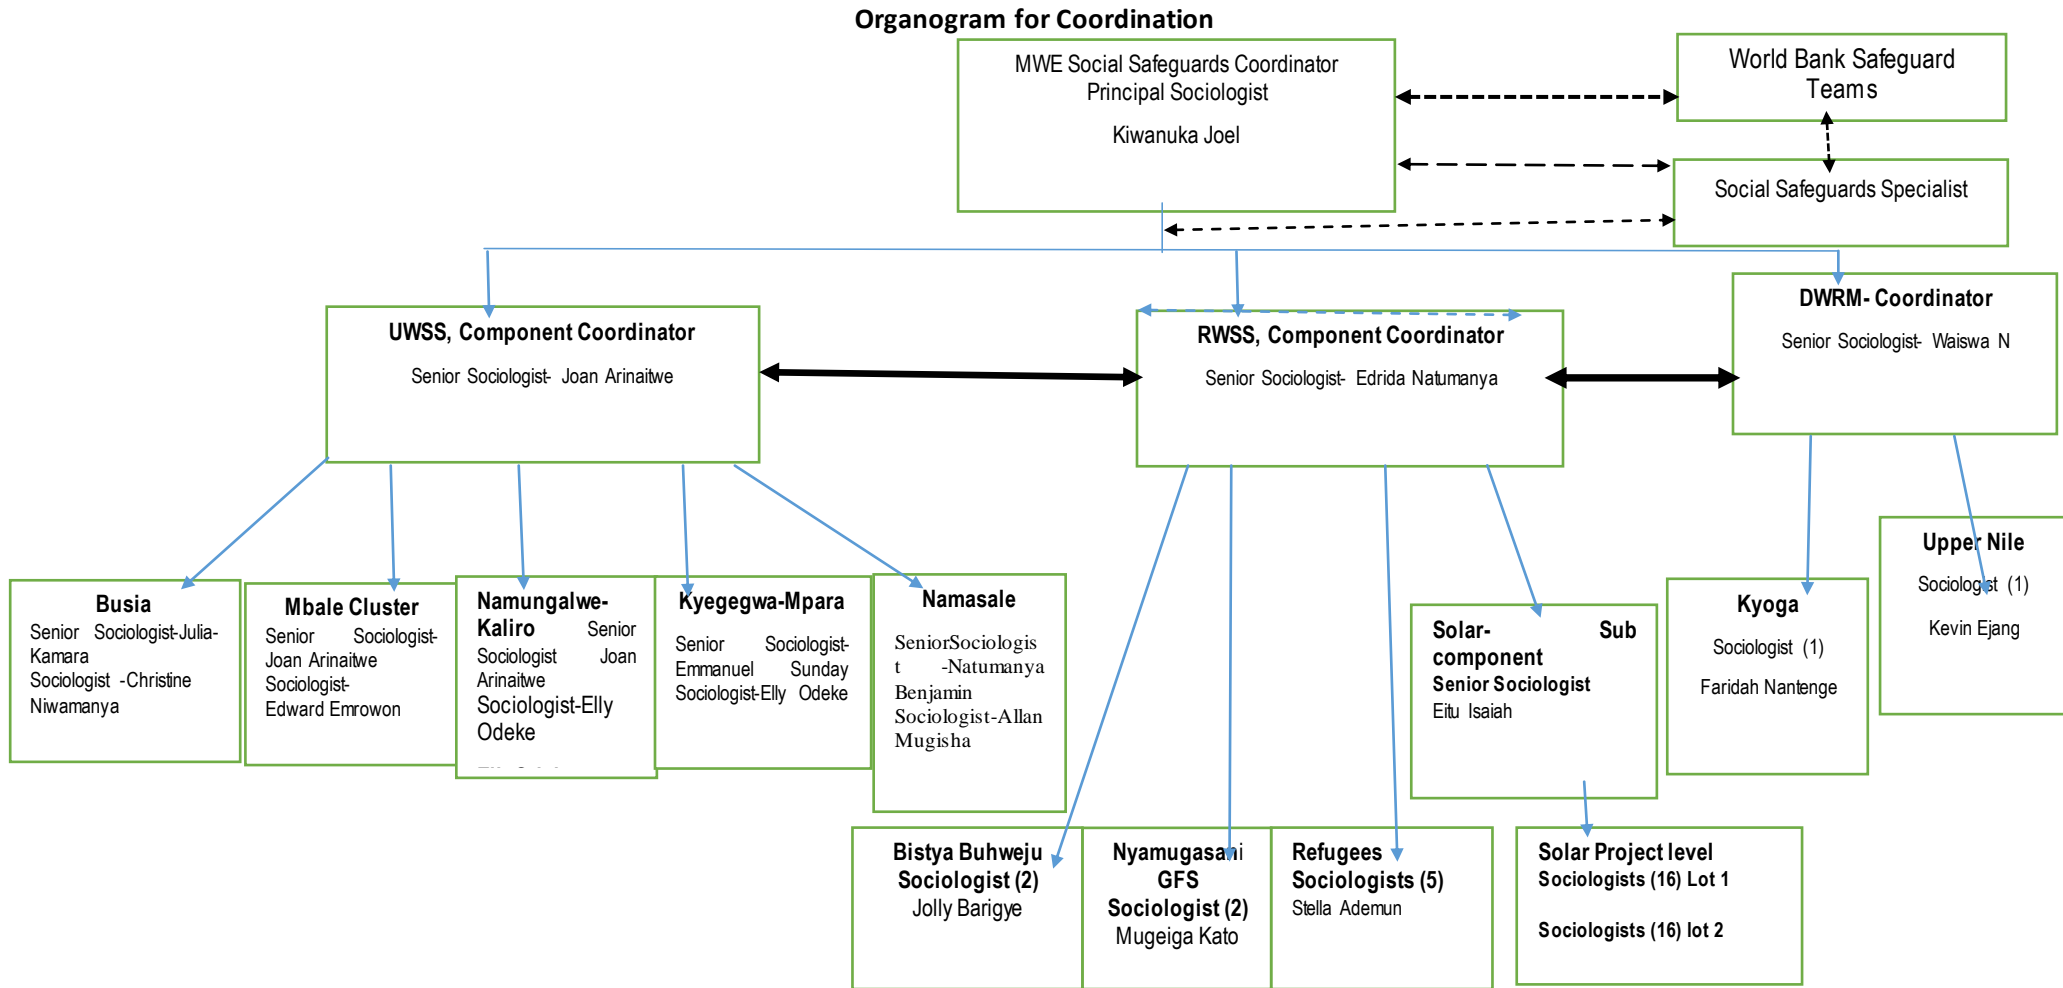 Organogram for Coordination
MWE Social Safeguards Coordinator
Principal Sociologist
Kiwanuka Joel
World Bank Safeguard
Teams
Social Safeguards Specialist
UWSS, Component Coordinator
Senior Sociologist- Joan Arinaitwe
RWSS, Component Coordinator
Senior Sociologist- Edrida Natumanya
DWRM- Coordinator
Senior Sociologist- Waiswa N
Busia
Senior Sociologist-Julia-
Kamara
Sociologist -Christine
Niwamanya
Mbale Cluster
Senior Sociologist-
Joan Arinaitwe
Sociologist-
Edward Emrowon
Namungalwe-
Kaliro Senior
Sociologist Joan
Arinaitwe
Sociologist-Elly
Odeke
Kyegegwa-Mpara
Senior Sociologist-
Emmanuel Sunday
Sociologist-Elly Odeke
Namasale
SeniorSociologis
t -Natumanya
Benjamin
Sociologist-Allan
Mugisha
Solar- Sub
component
Senior Sociologist
Eitu Isaiah
Kyoga
Sociologist (1)
Faridah Nantenge
Upper Nile
Sociologist (1)
Kevin Ejang
Bistya Buhweju
Sociologist (2)
Jolly Barigye
Nyamugasani
GFS
Sociologist (2)
Mugeiga Kato
Refugees
Sociologists (5)
Stella Ademun
Solar Project level
Sociologists (16) Lot 1
Sociologists (16) lot 2